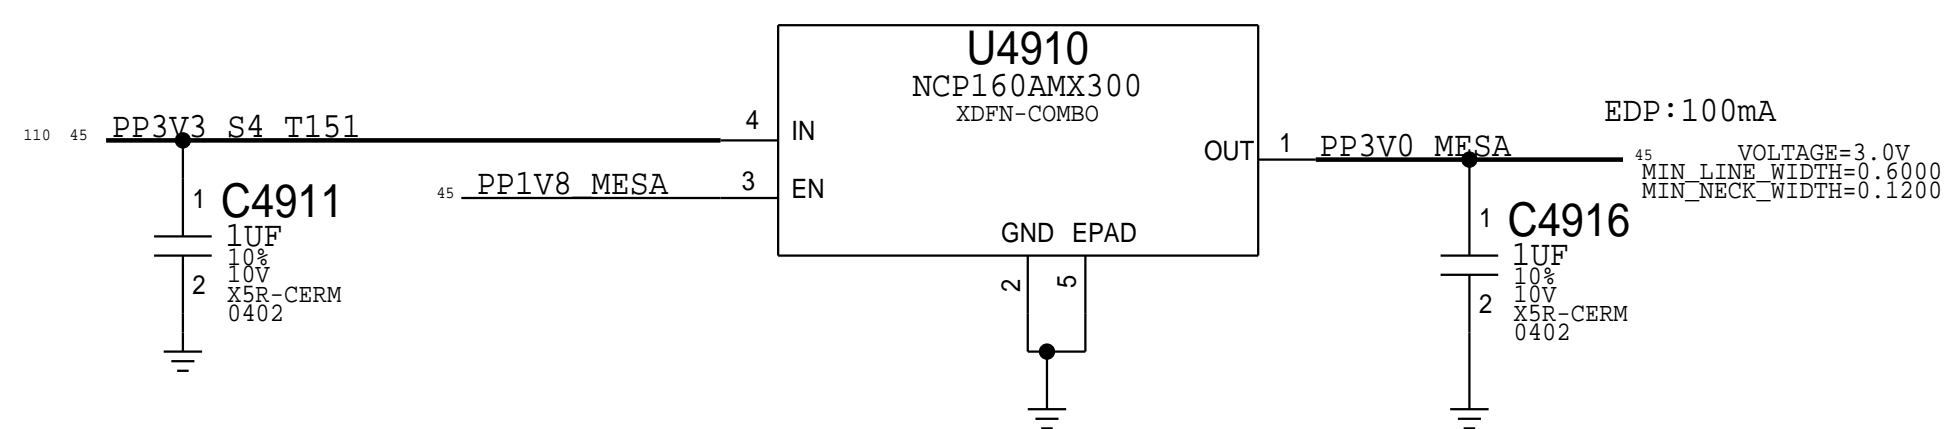 U4910
NCP160AMX300
XDFN-COMBO
110 45 PP3V3_S4_T151 4 IN
45 PP1V8_MESA 3 EN
OUT 1 PP3V0_MESA 45
EDP:100mA
VOLTAGE=3.0V
MIN_LINE_WIDTH=0.6000
MIN_NECK_WIDTH=0.1200
GND EPAD
2 5
1 C4911
1UF
10%
10V
2 X5R-CERM
0402
1 C4916
1UF
10%
10V
2 X5R-CERM
0402